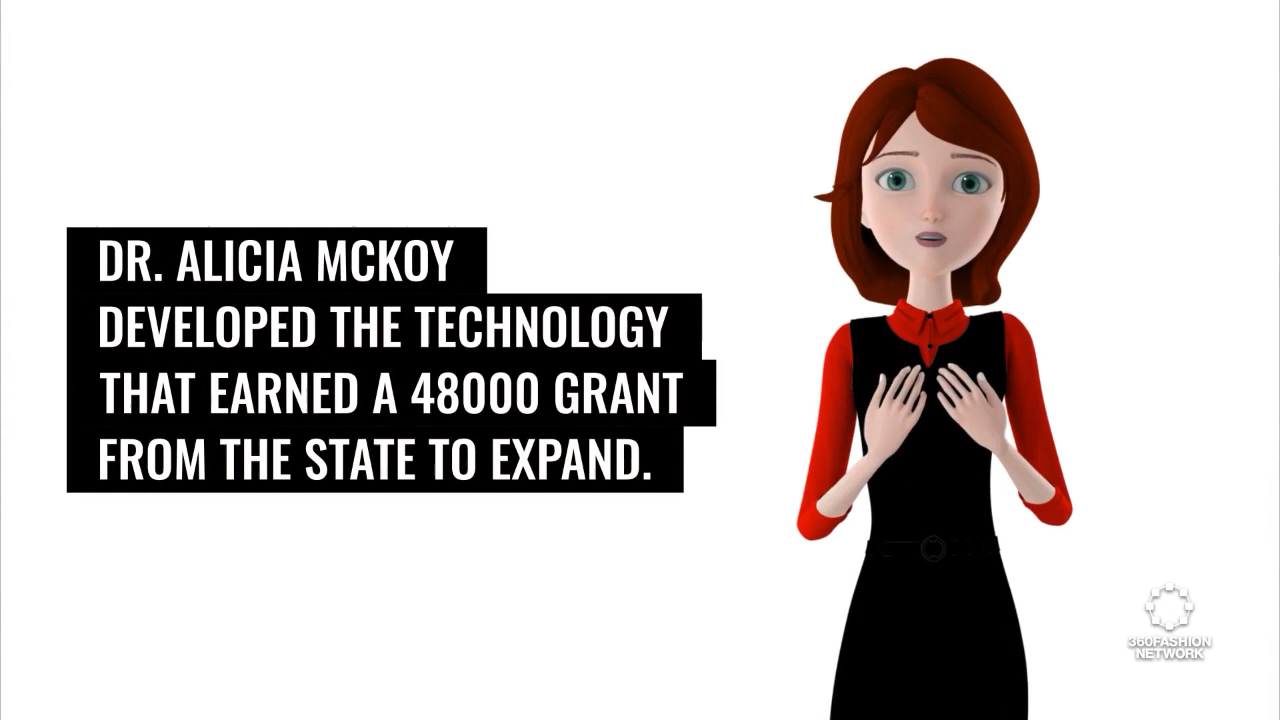 DR. ALICIA MCKOY
DEVELOPED THE TECHNOLOGY
THAT EARNED A 48000 GRANT
FROM THE STATE TO EXPAND.
360FASHION
NETWORK